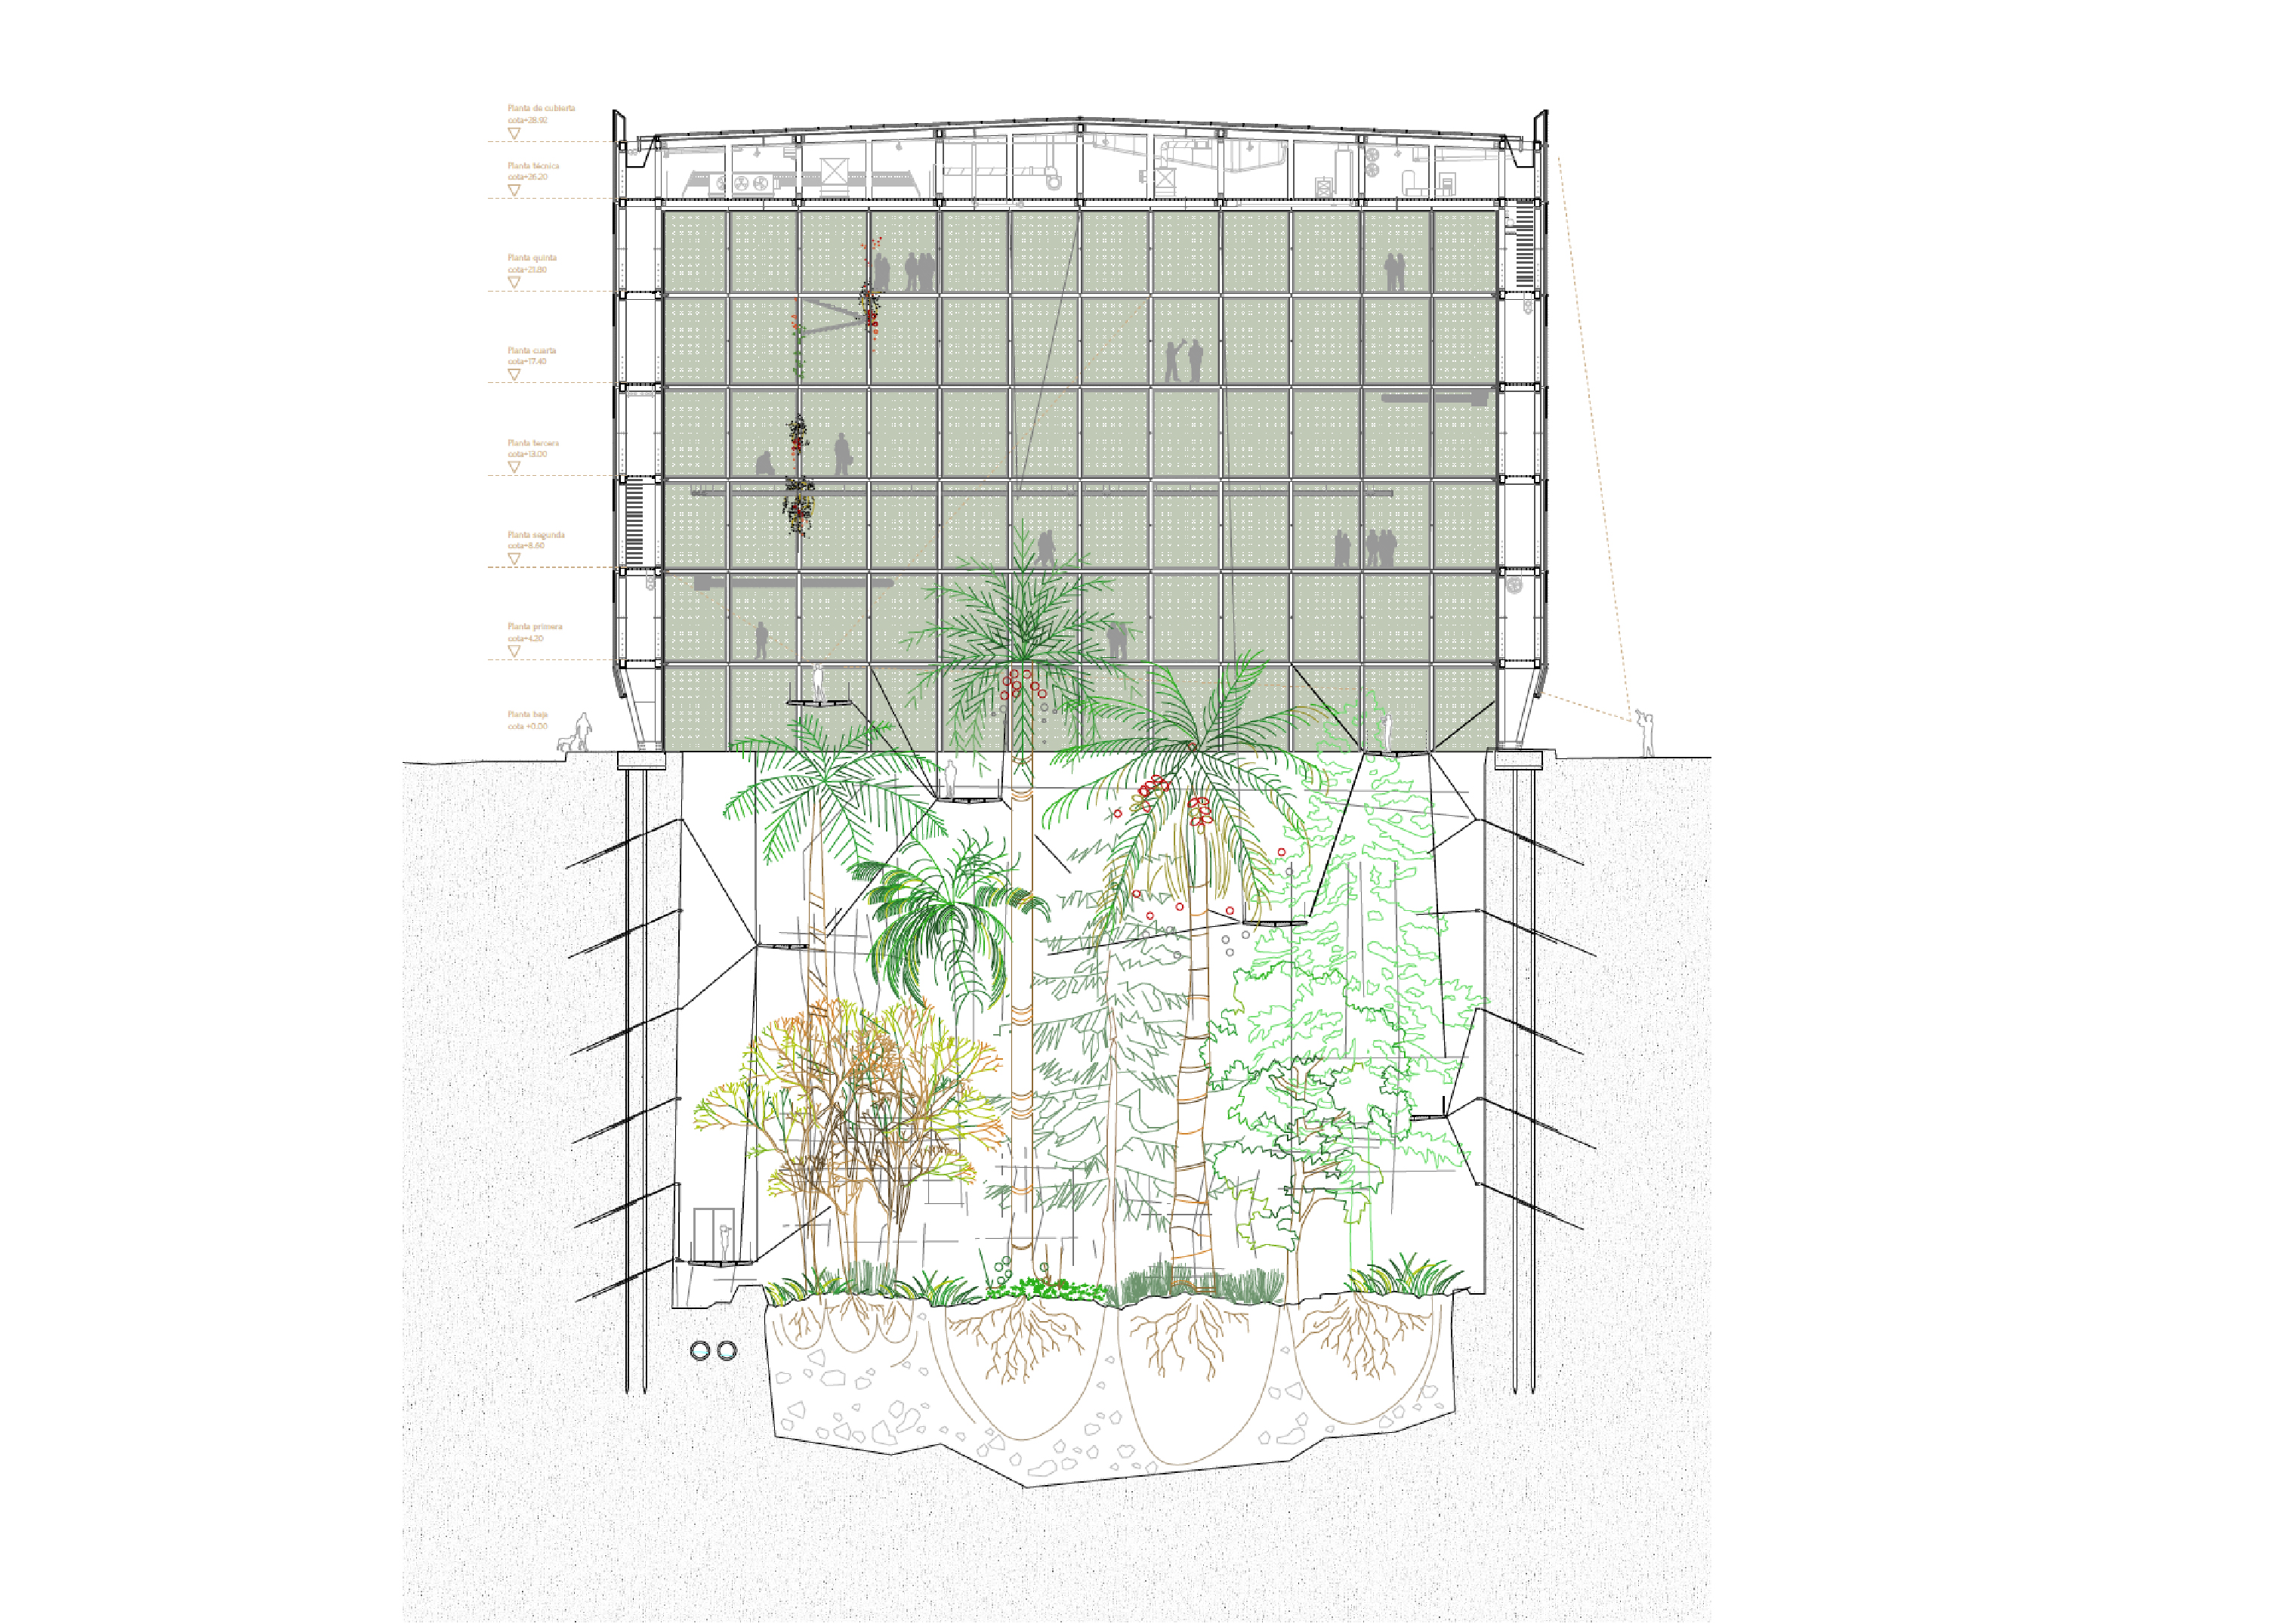 Planta de cubierta
cota+28.92
Planta técnica
cota+26.20
Planta quinta
cota+21.80
Planta cuarta
cota+17.40
Planta tercera
cota+13.00
Planta segunda
cota+8.60
Planta primera
cota+4.20
Planta baja
cota +0.00